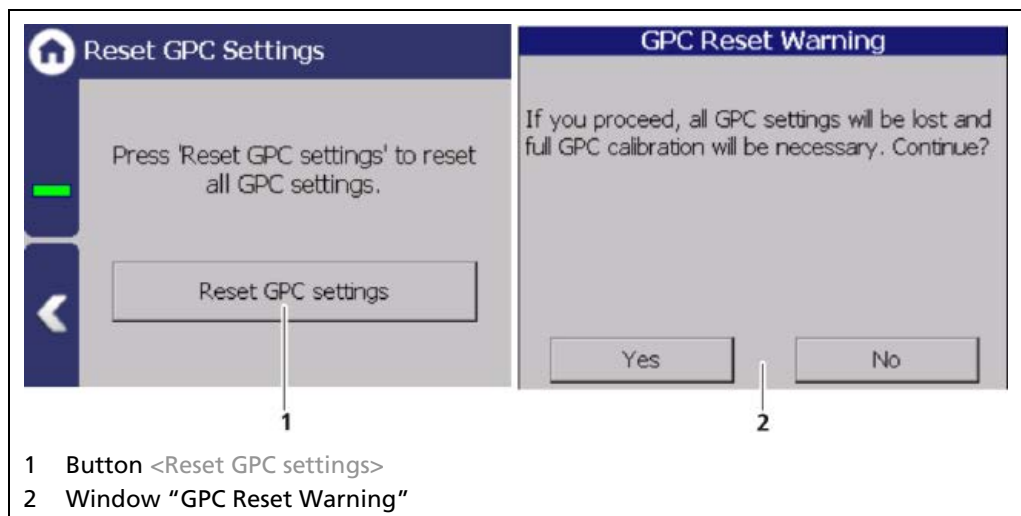 Reset GPC Settings
Press 'Reset GPC settings' to reset
all GPC settings.
Reset GPC settings
GPC Reset Warning
If you proceed, all GPC settings will be lost and
full GPC calibration will be necessary. Continue?
Yes
No
1
2
1 Button <Reset GPC settings>
2 Window “GPC Reset Warning”